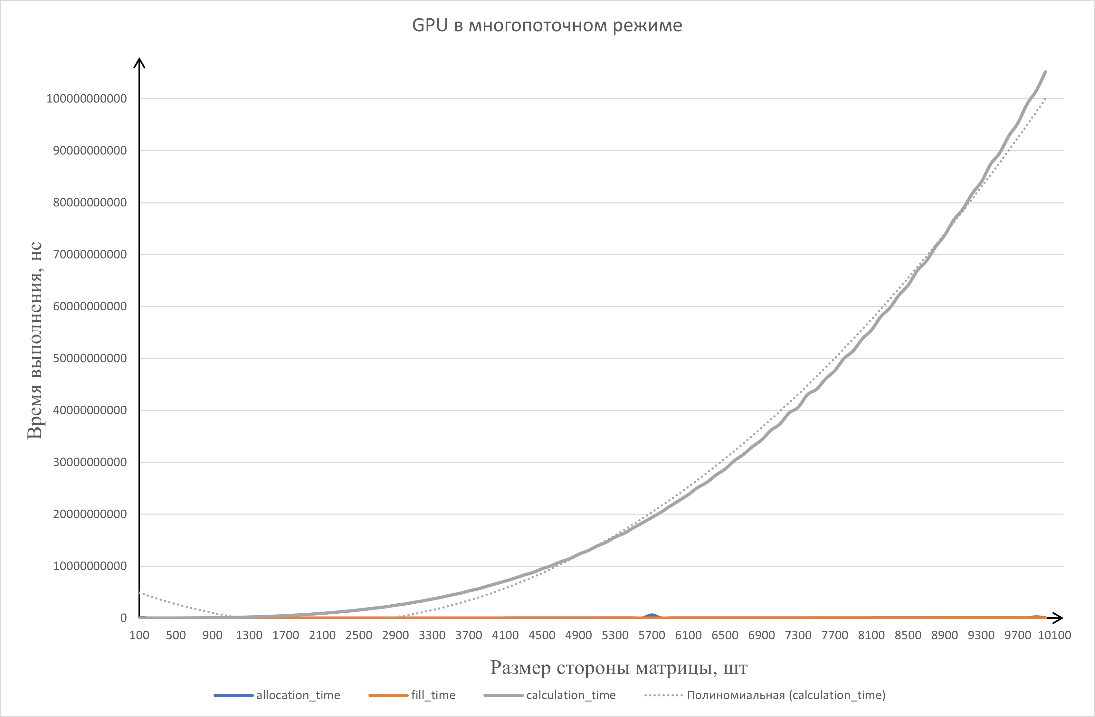 GPU в многопоточном режиме
Время выполнения, нс
100000000000
90000000000
80000000000
70000000000
60000000000
50000000000
40000000000
30000000000
20000000000
10000000000
0
100 500 900 1300 1700 2100 2500 2900 3300 3700 4100 4500 4900 5300 5700 6100 6500 6900 7300 7700 8100 8500 8900 9300 9700 10100
Размер стороны матрицы, шт
allocation_time fill_time calculation_time Полиномиальная (calculation_time)